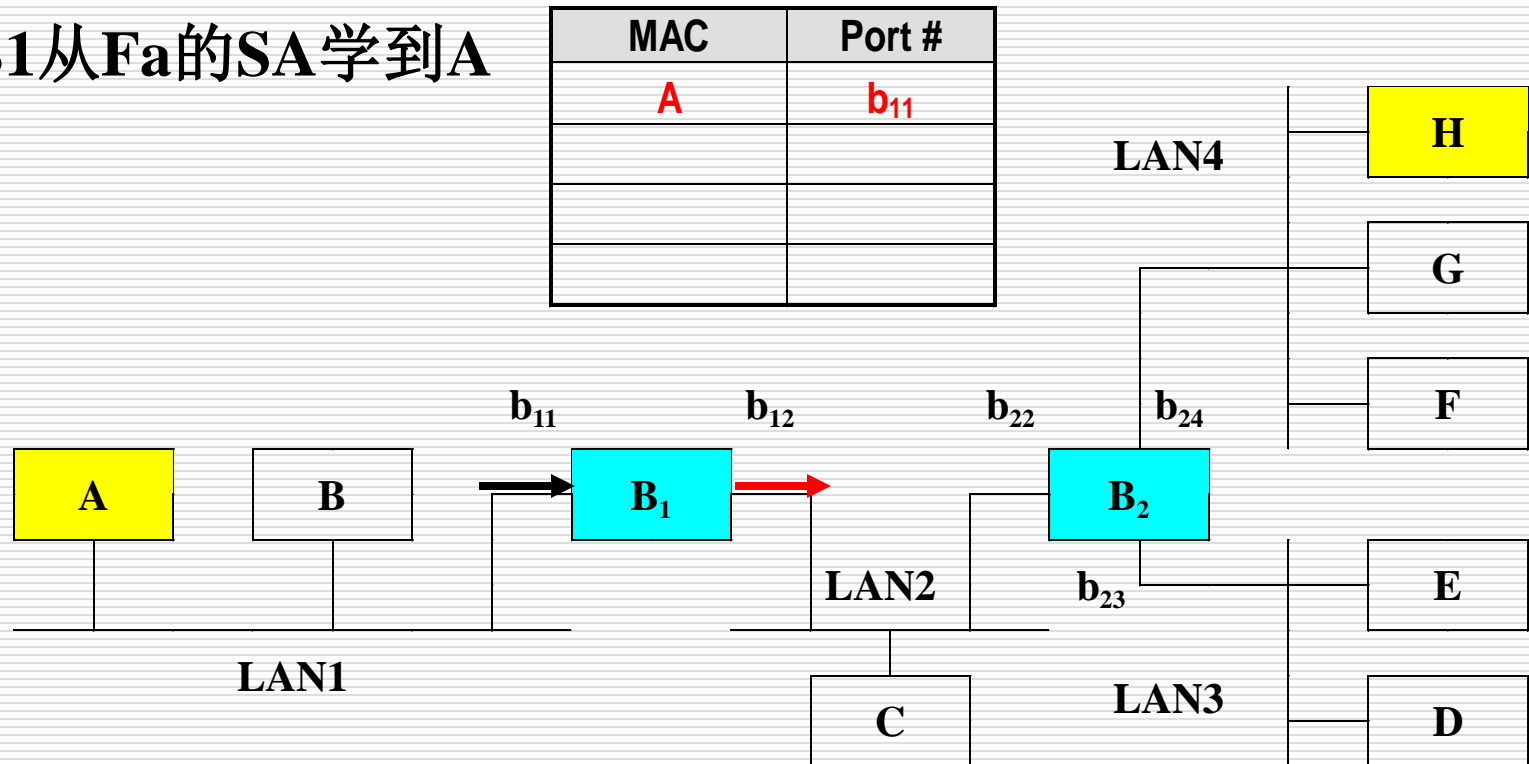 1从Fa的SA学到A
MAC Port #
A b₁₁
LAN4
H
G
F
b₁₁ b₁₂ b₂₂ b₂₄
A B B₁ B₂
LAN2 b₂₃ E
LAN1
C LAN3 D